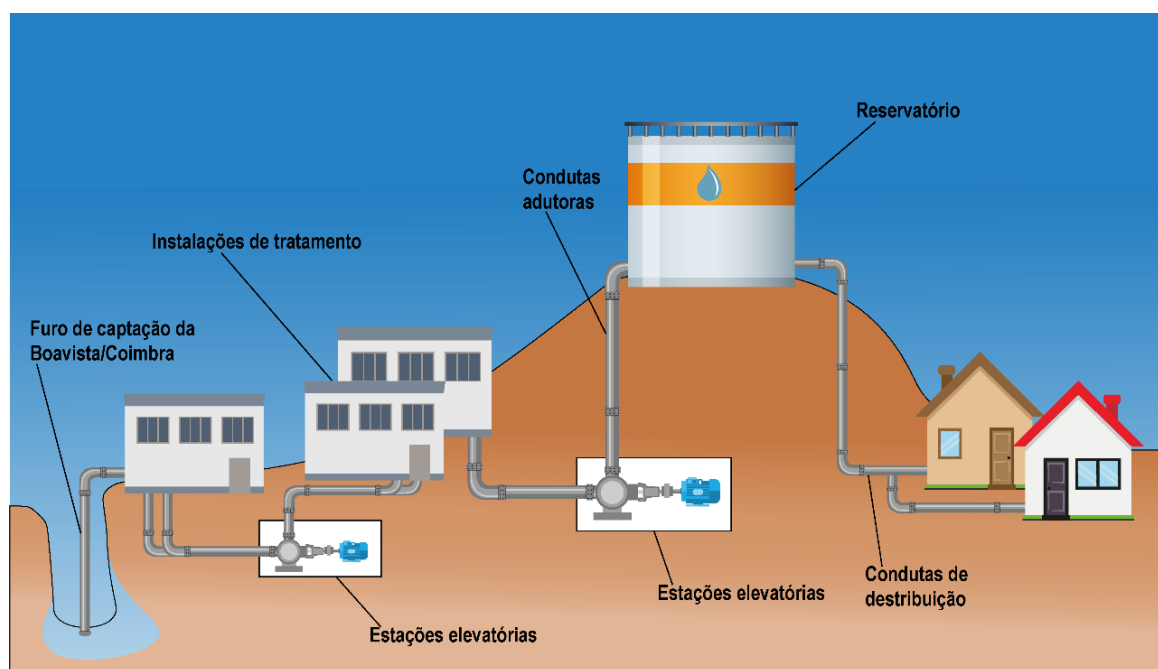 Reservatório
Condutas
adutoras
Instalações de tratamento
Furo de captação da
Boavista/Coimbra
Estações elevatórias
Condutas de
destribuição
Estações elevatórias